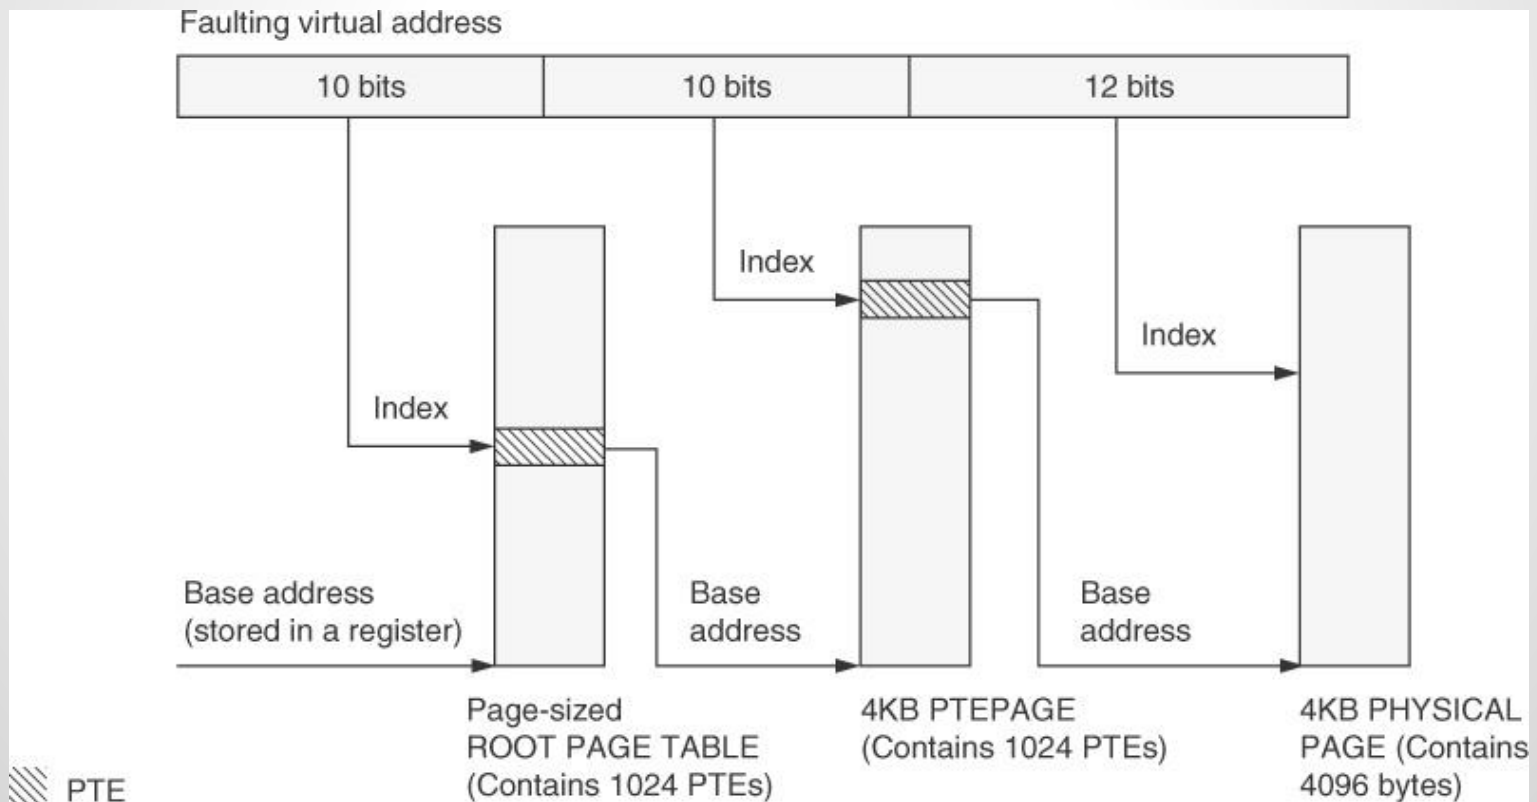 Faulting virtual address
10 bits
10 bits
12 bits
Index
Index
Index
Base address
(stored in a register)
Base
address
Base
address
Page-sized
ROOT PAGE TABLE
(Contains 1024 PTEs)
4KB PTEPAGE
(Contains 1024 PTEs)
4KB PHYSICAL
PAGE (Contains
4096 bytes)
PTE